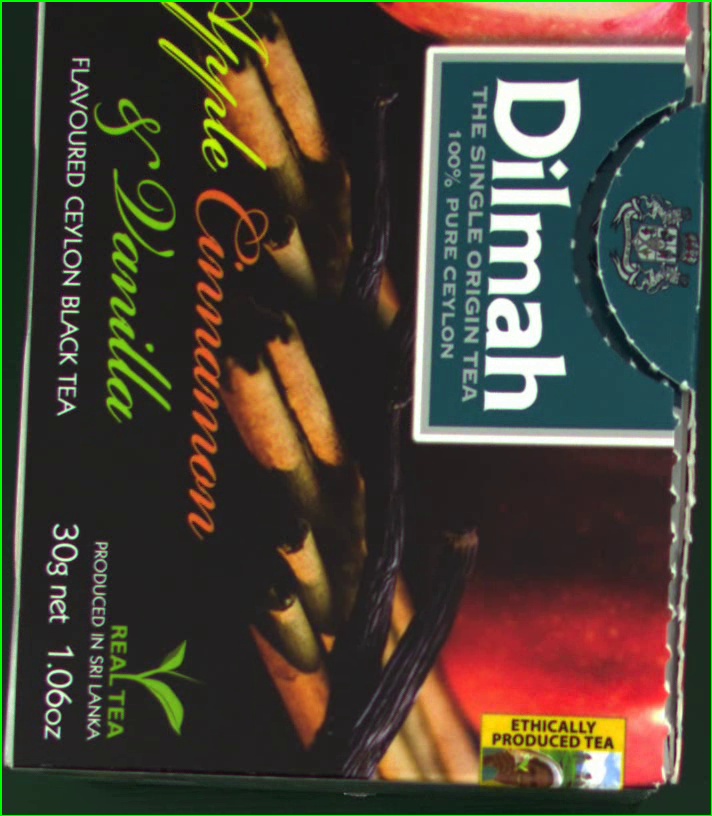 Dilmah
THE SINGLE ORIGIN TEA
100% PURE CEYLON
Apple Cinnamon
& Vanilla
FLAVOURED CEYLON BLACK TEA
REAL TEA
PRODUCED IN SRI LANKA
30g net 1.06oz
ETHICALLY
PRODUCED TEA